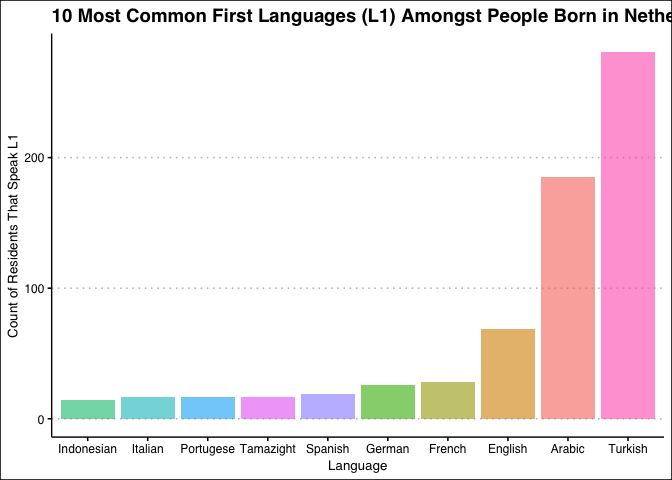 10 Most Common First Languages (L1) Amongst People Born in Nethe
Count of Residents That Speak L1
200
100
0
Indonesian Italian Portugese Tamazight Spanish German French English Arabic Turkish
Language